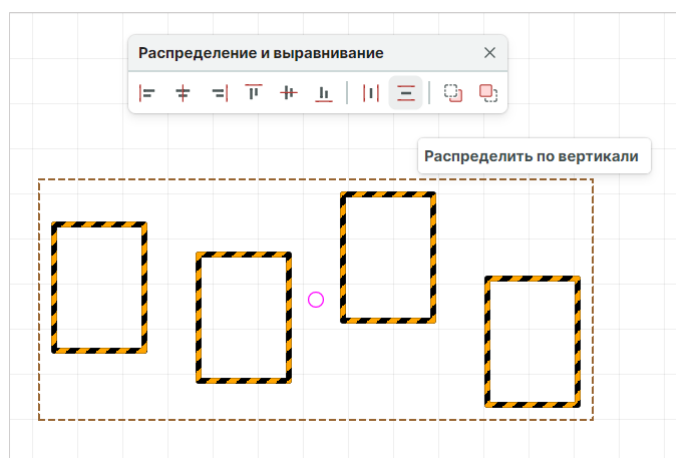 Распределение и выравнивание
Распределить по вертикали